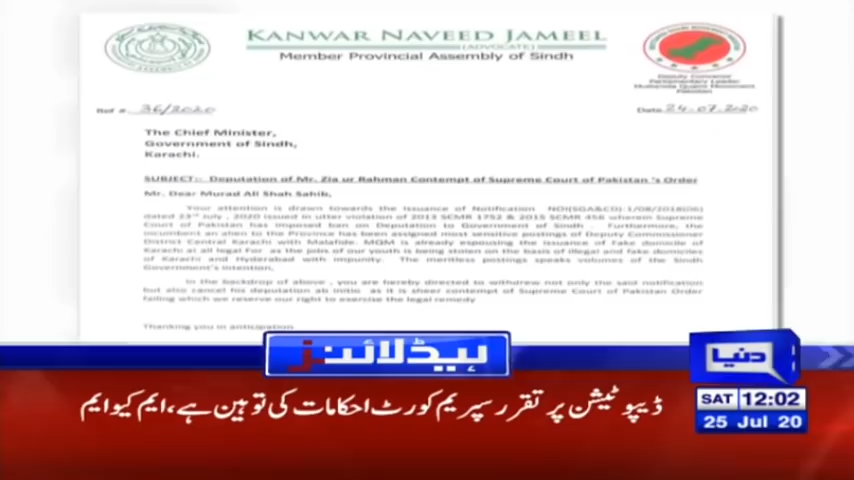 KANWAR NAVEED JAMEEL
(ADVOCATE)
Member Provincial Assembly of Sindh
Deputy Convenor
Parliamentary Leader
Muttahida Qaumi Movement
Pakistan
Ref # 36/2020
Date 24.07.2020
The Chief Minister,
Government of Sindh,
Karachi.
SUBJECT:- Deputation of Mr. Zia ur Rahman Contempt of Supreme Court of Pakistan 's Order
Mr. Dear Murad Ali Shah Sahib,
Your attention is drawn towards the issuance of Notification
dated 23rd July , 2020 issued in utter violation of 2013 SCMR 1752 & 2015 SCMR 456 wherein Supreme
Court of Pakistan has imposed ban on Deputation to Government of Sindh . Furthermore, the
incumbent an alien to the Province has been assigned most sensitive postings of Deputy Commissioner
District Central Karachi with Malafide. MQM is already espousing the issuance of Fake domicile of
Karachi at all legal for as the jobs of our youth is being stolen on the basis of illegal and fake domiciles
of Karachi and Hyderabad with impunity. The meritless postings speaks volumes of the Sindh
Government's intention,
In the backdrop of above , you are hereby directed to withdrew not only the said notification
but also cancel his deputation ab initio as it is sheer contempt of Supreme Court of Pakistan Order
failing which we reserve our right to exercise the legal remedy
Thanking you in anticipation
ہیڈلائنز
دنیا
ڈیپوٹیشن پر تقرر سپریم کورٹ احکامات کی توہین ہے، ایم کیو ایم
SAT 12:02
25 Jul 20